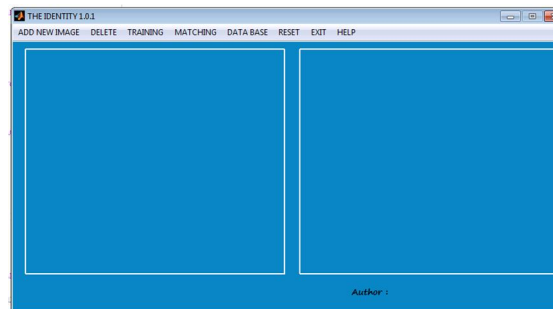 THE IDENTITY 1.0.1
ADD NEW IMAGE DELETE TRAINING MATCHING DATA BASE RESET EXIT HELP
Author :